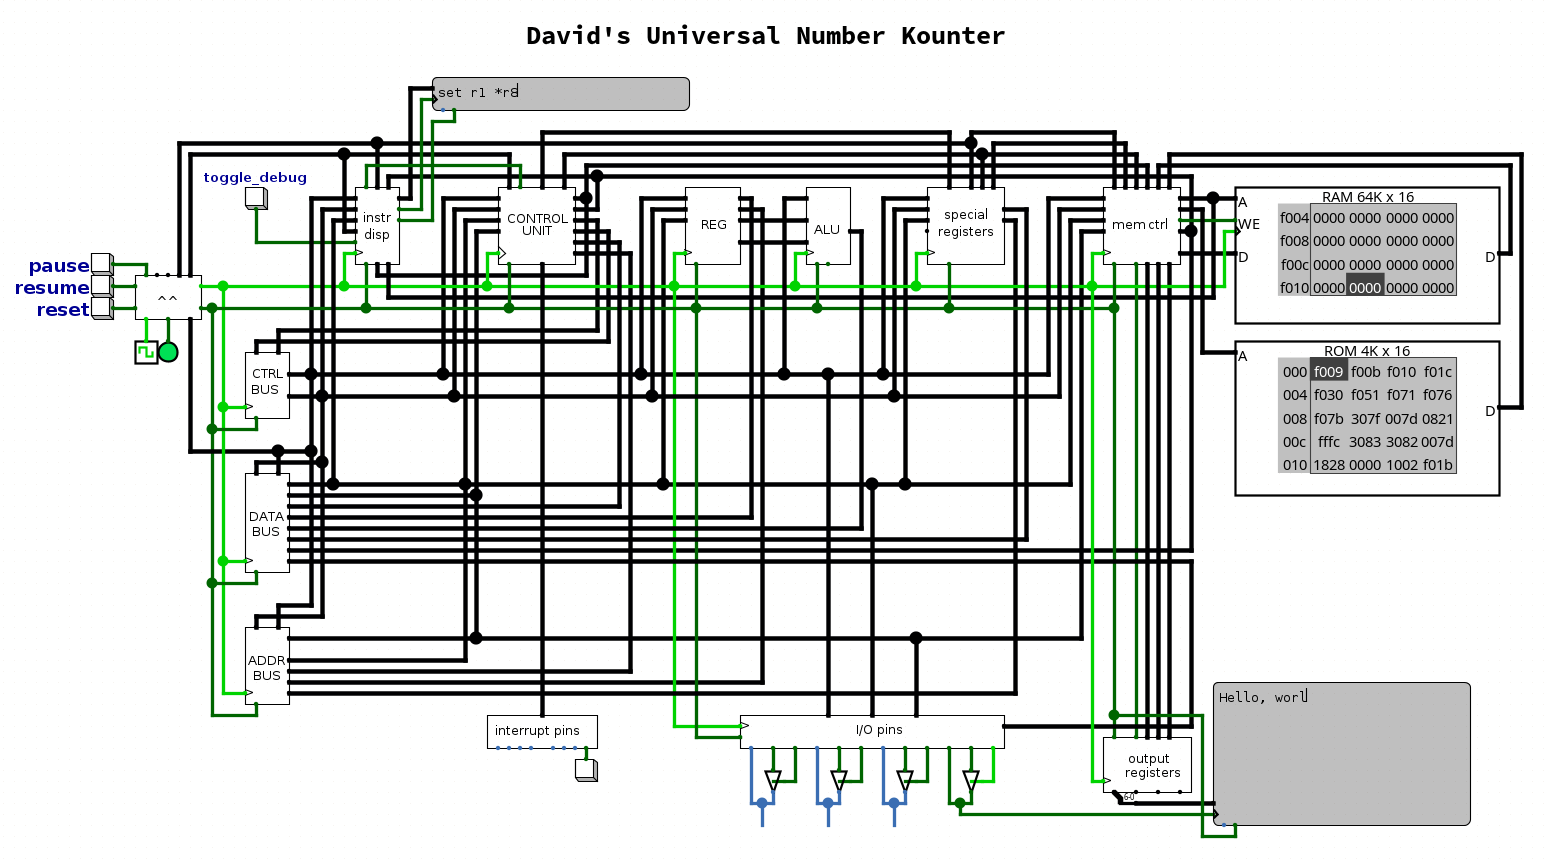 David's Universal Number Kounter
set r1 *r8
toggle_debug
instr
disp
CONTROL
UNIT
REG
ALU
special
registers
mem ctrl
RAM 64K x 16
A
WE
D
D
f004 0000 0000 0000 0000
f008 0000 0000 0000 0000
f00c 0000 0000 0000 0000
f010 0000 0000 0000 0000
pause
resume
reset
^^
ROM 4K x 16
A
D
000 f009 f00b f010 f01c
004 f030 f051 f071 f076
008 f07b 307f 007d 0821
00c fffc 3083 3082 007d
010 1828 0000 1002 f01b
CTRL
BUS
DATA
BUS
ADDR
BUS
interrupt pins
I/O pins
output
registers
6-0
Hello, worl